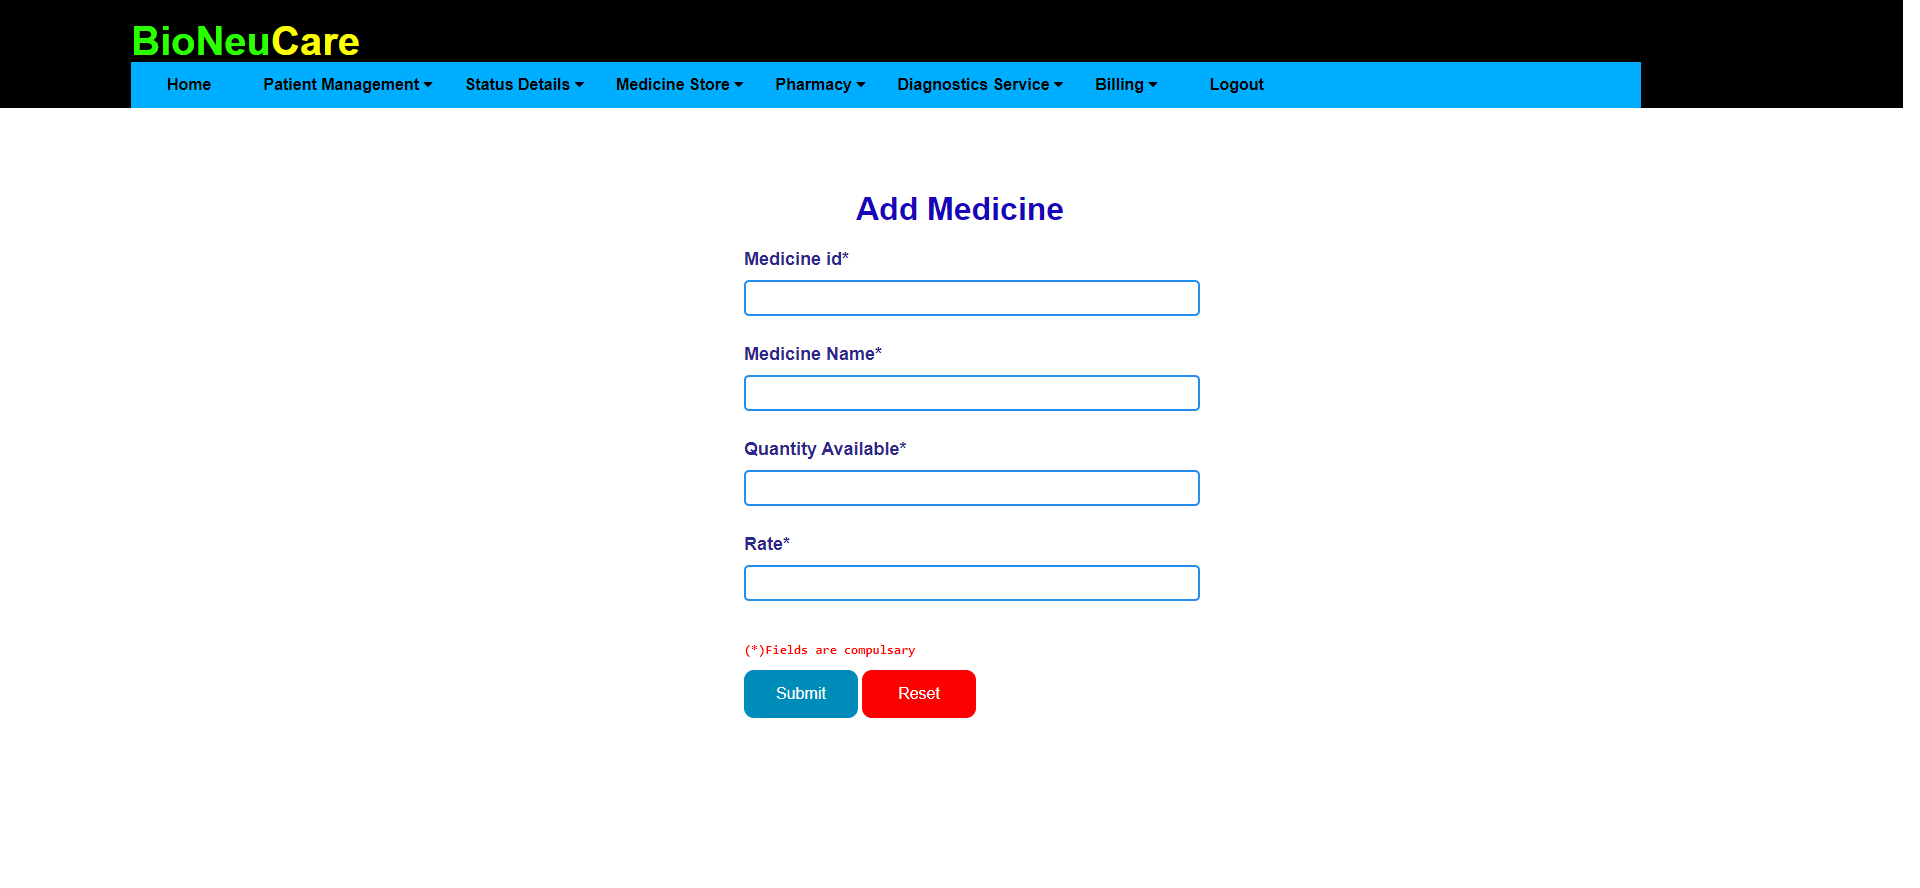 BioNeuCare
Home Patient Management Status Details Medicine Store Pharmacy Diagnostics Service Billing Logout
Add Medicine
Medicine id*
Medicine Name*
Quantity Available*
Rate*
(*)Fields are compulsary
Submit Reset